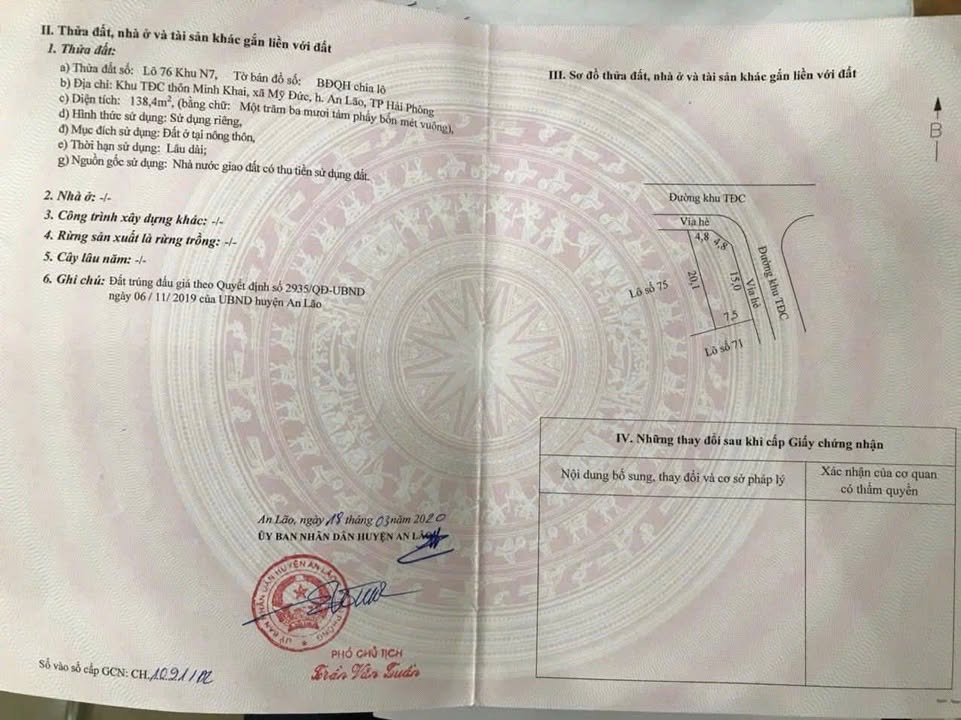 II. Thửa đất, nhà ở và tài sản khác gắn liền với đất
1. Thửa đất:
a) Thửa đất số: Lô 76 Khu N7, Tờ bản đồ số: BĐQH chia lô
b) Địa chỉ: Khu TĐC thôn Minh Khai, xã Mỹ Đức, h. An Lão, TP Hải Phòng
c) Diện tích: 138,4m², (bằng chữ: Một trăm ba mươi tám phẩy bốn mét vuông),
d) Hình thức sử dụng: Sử dụng riêng,
đ) Mục đích sử dụng: Đất ở tại nông thôn,
e) Thời hạn sử dụng: Lâu dài;
g) Nguồn gốc sử dụng: Nhà nước giao đất có thu tiền sử dụng đất.
2. Nhà ở: -/-
3. Công trình xây dựng khác: -/-
4. Rừng sản xuất là rừng trồng: -/-
5. Cây lâu năm: -/-
6. Ghi chú: Đất trúng đấu giá theo Quyết định số 2935/QĐ-UBND
ngày 06 / 11 / 2019 của UBND huyện An Lão
An Lão, ngày 18 tháng 03 năm 2020
ỦY BAN NHÂN DÂN HUYỆN AN LÃO
PHÓ CHỦ TỊCH
Trần Văn Tuấn
Số vào sổ cấp GCN: CH.
III. Sơ đồ thửa đất, nhà ở và tài sản khác gắn liền với đất
B
Đường khu TĐC
Vỉa hè
4,8
4,8
20,1
15,0
Vỉa hè
Đường khu TĐC
Lô số 75
7,5
Lô số 71
IV. Những thay đổi sau khi cấp Giấy chứng nhận
Nội dung bổ sung, thay đổi và cơ sở pháp lý
Xác nhận của cơ quan
có thẩm quyền